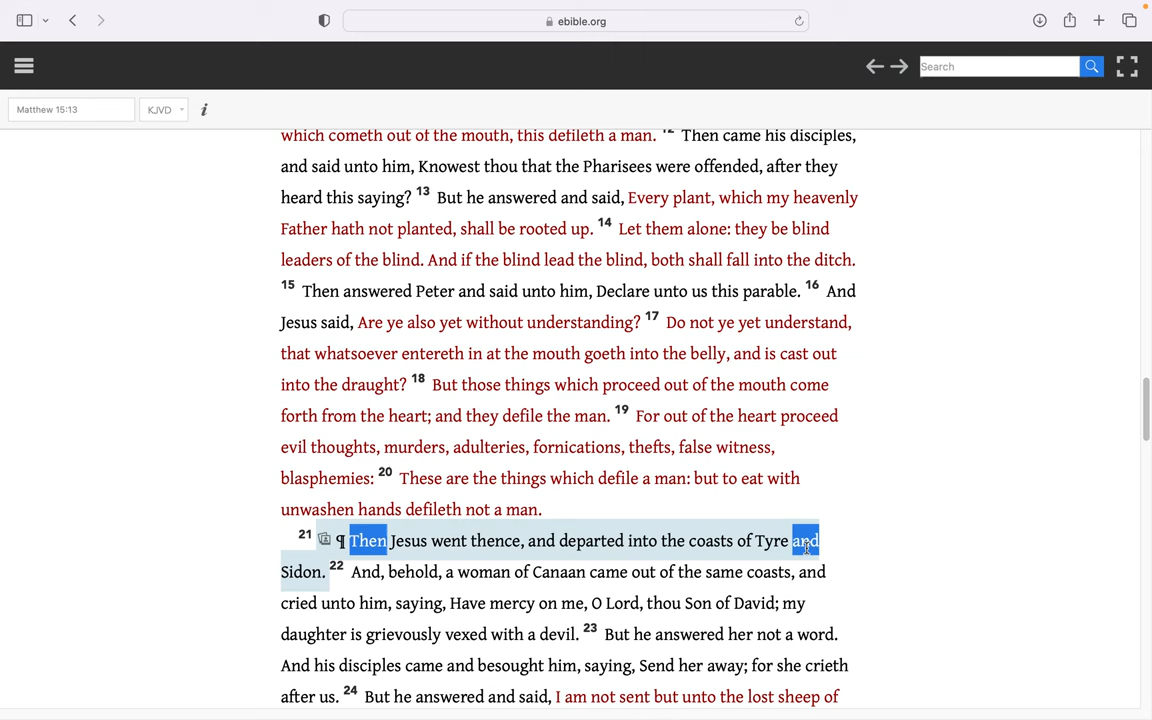 ebible.org
Search
Matthew 15:13 KJVD i
which cometh out of the mouth, this defileth a man. 12 Then came his disciples,
and said unto him, Knowest thou that the Pharisees were offended, after they
heard this saying? 13 But he answered and said, Every plant, which my heavenly
Father hath not planted, shall be rooted up. 14 Let them alone: they be blind
leaders of the blind. And if the blind lead the blind, both shall fall into the ditch.
15 Then answered Peter and said unto him, Declare unto us this parable. 16 And
Jesus said, Are ye also yet without understanding? 17 Do not ye yet understand,
that whatsoever entereth in at the mouth goeth into the belly, and is cast out
into the draught? 18 But those things which proceed out of the mouth come
forth from the heart; and they defile the man. 19 For out of the heart proceed
evil thoughts, murders, adulteries, fornications, thefts, false witness,
blasphemies: 20 These are the things which defile a man: but to eat with
unwashen hands defileth not a man.
21 ¶ Then Jesus went thence, and departed into the coasts of Tyre and
Sidon. 22 And, behold, a woman of Canaan came out of the same coasts, and
cried unto him, saying, Have mercy on me, O Lord, thou Son of David; my
daughter is grievously vexed with a devil. 23 But he answered her not a word.
And his disciples came and besought him, saying, Send her away; for she crieth
after us. 24 But he answered and said, I am not sent but unto the lost sheep of